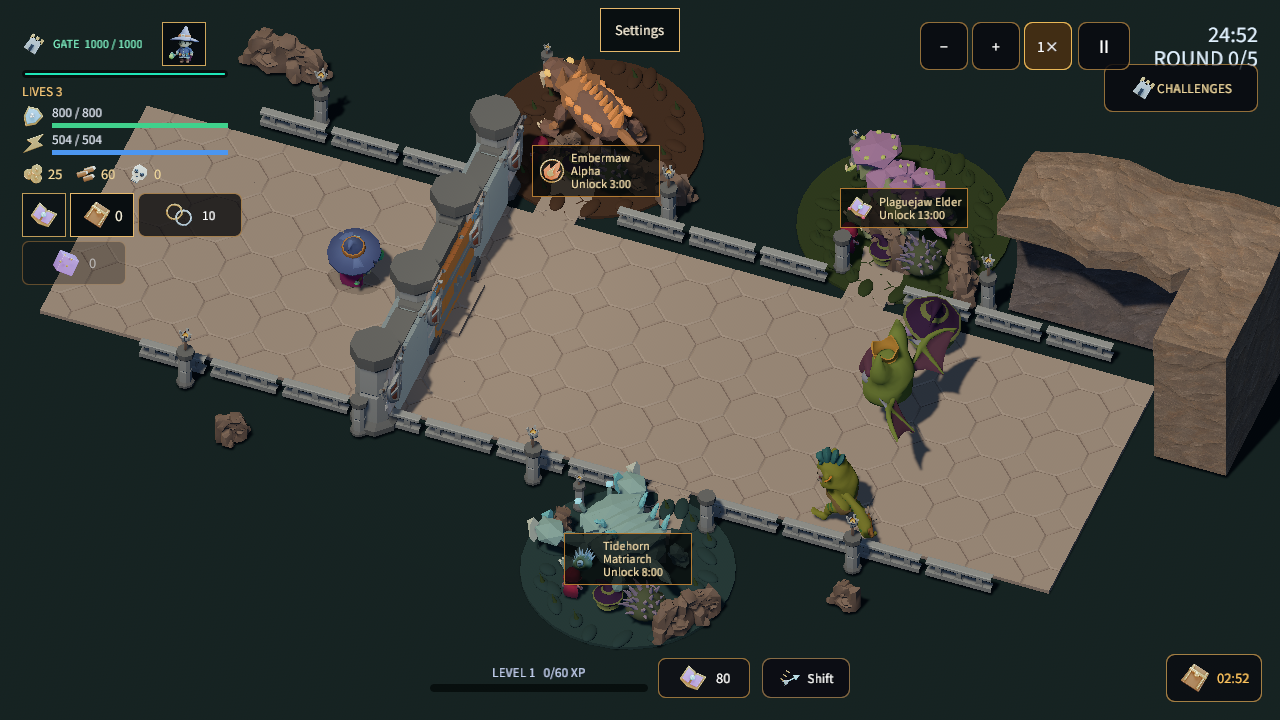 GATE 1000 / 1000
Settings
−
+
1×
24:52
ROUND 0/5
LIVES 3
CHALLENGES
800 / 800
504 / 504
25
60
0
0
10
0
Embermaw
Alpha
Unlock 3:00
Plaguejaw Elder
Unlock 13:00
Tidehorn
Matriarch
Unlock 8:00
LEVEL 1 0/60 XP
80
Shift
02:52